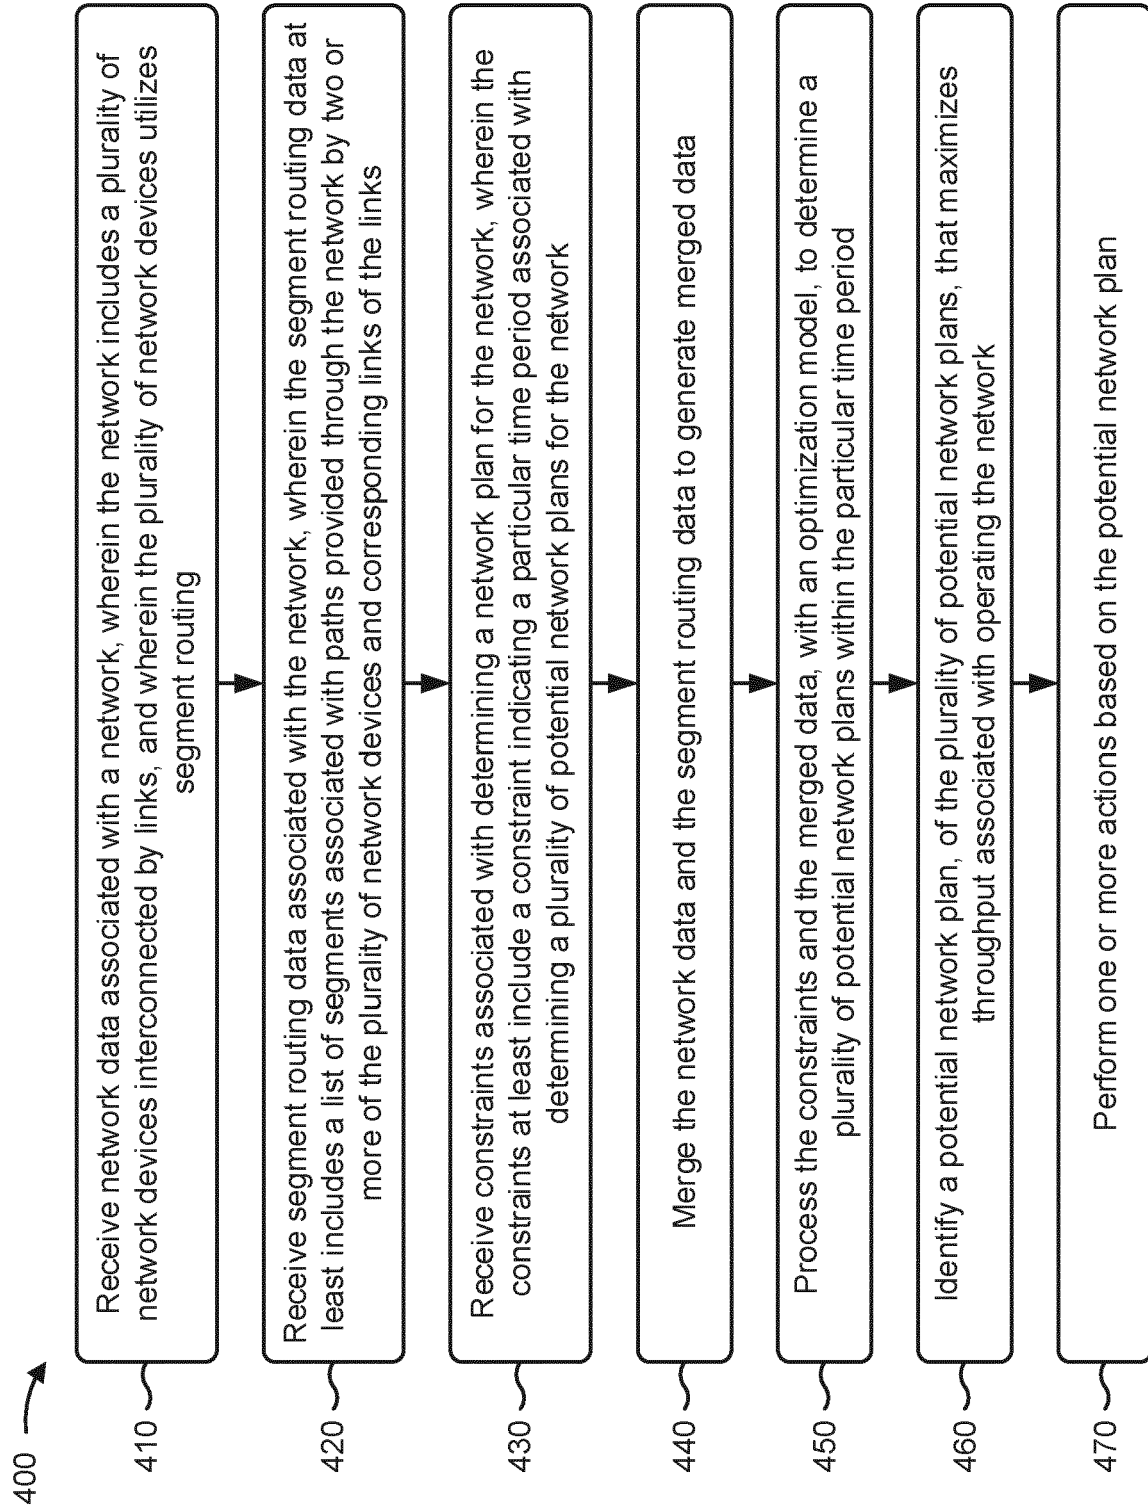 400
410
Receive network data associated with a network, wherein the network includes a plurality of
network devices interconnected by links, and wherein the plurality of network devices utilizes
segment routing
420
Receive segment routing data associated with the network, wherein the segment routing data at
least includes a list of segments associated with paths provided through the network by two or
more of the plurality of network devices and corresponding links of the links
430
Receive constraints associated with determining a network plan for the network, wherein the
constraints at least include a constraint indicating a particular time period associated with
determining a plurality of potential network plans for the network
440
Merge the network data and the segment routing data to generate merged data
450
Process the constraints and the merged data, with an optimization model, to determine a
plurality of potential network plans within the particular time period
460
Identify a potential network plan, of the plurality of potential network plans, that maximizes
throughput associated with operating the network
470
Perform one or more actions based on the potential network plan